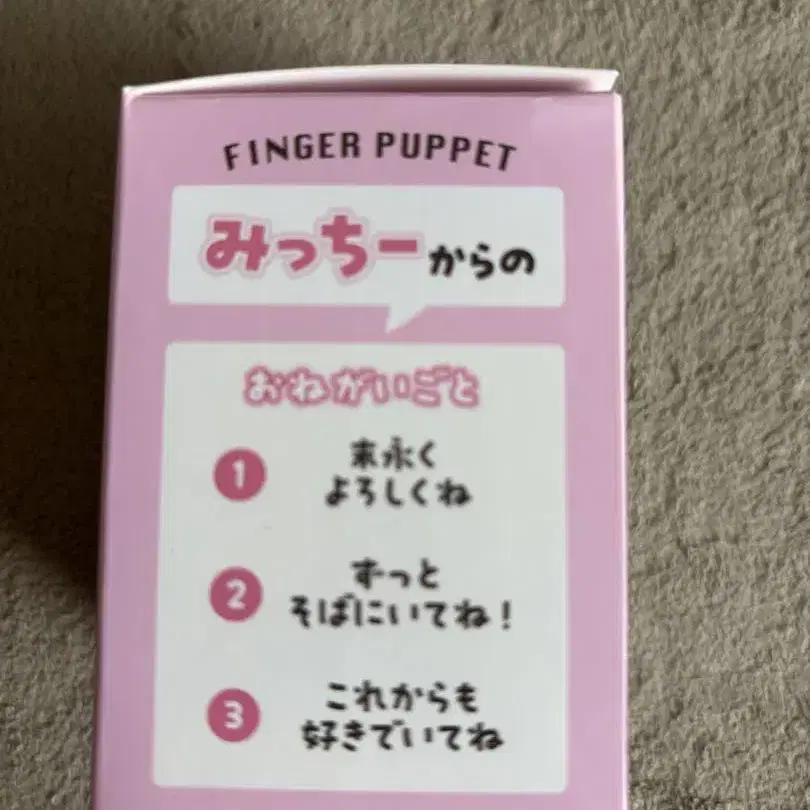 FINGER PUPPET
みっちーからの
おねがいごと
1 末永く
よろしくね
2 ずっと
そばにいてね！
3 これからも
好きでいてね